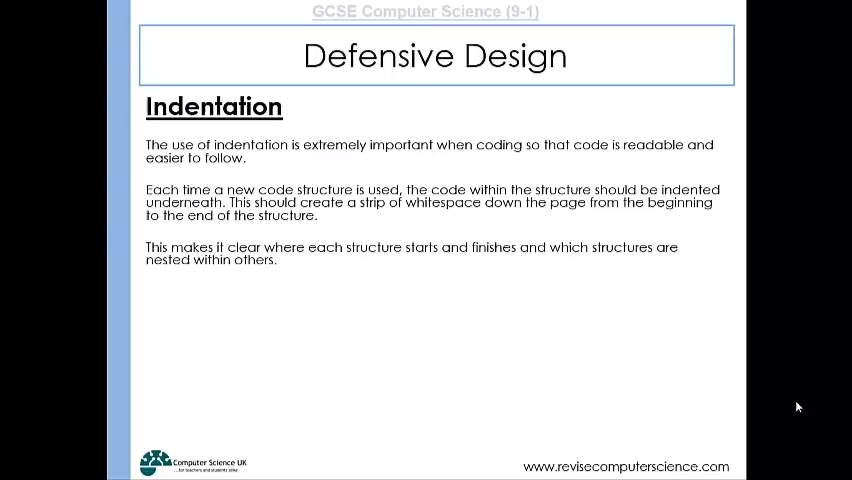 GCSE Computer Science (9-1)
Defensive Design
Indentation
The use of indentation is extremely important when coding so that code is readable and
easier to follow.
Each time a new code structure is used, the code within the structure should be indented
underneath. This should create a strip of whitespace down the page from the beginning
to the end of the structure.
This makes it clear where each structure starts and finishes and which structures are
nested within others.
Computer Science UK
...for teachers and students alike
www.revisecomputerscience.com